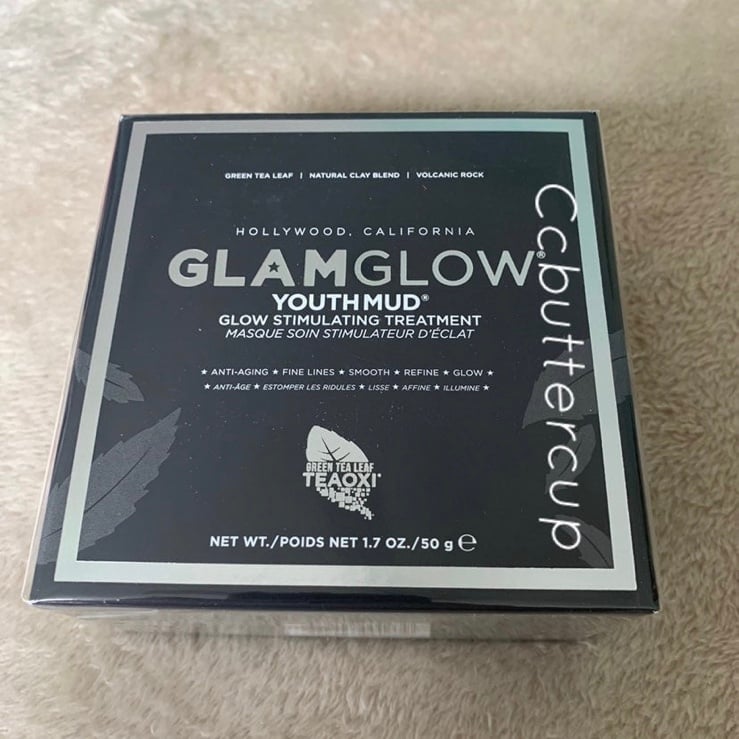 GREEN TEA LEAF | NATURAL CLAY BLEND | VOLCANIC ROCK
HOLLYWOOD, CALIFORNIA
GLAMGLOW®
YOUTHMUD®
GLOW STIMULATING TREATMENT
MASQUE SOIN STIMULATEUR D'ÉCLAT
★ ANTI-AGING ★ FINE LINES ★ SMOOTH ★ REFINE ★ GLOW ★
★ ANTI-ÂGE ★ ESTOMPER LES RIDULES ★ LISSE ★ AFFINE ★ ILLUMINE ★
GREEN TEA LEAF
TEAOXI®
NET WT./POIDS NET 1.7 OZ./50 g ℮
Ccbuttercup